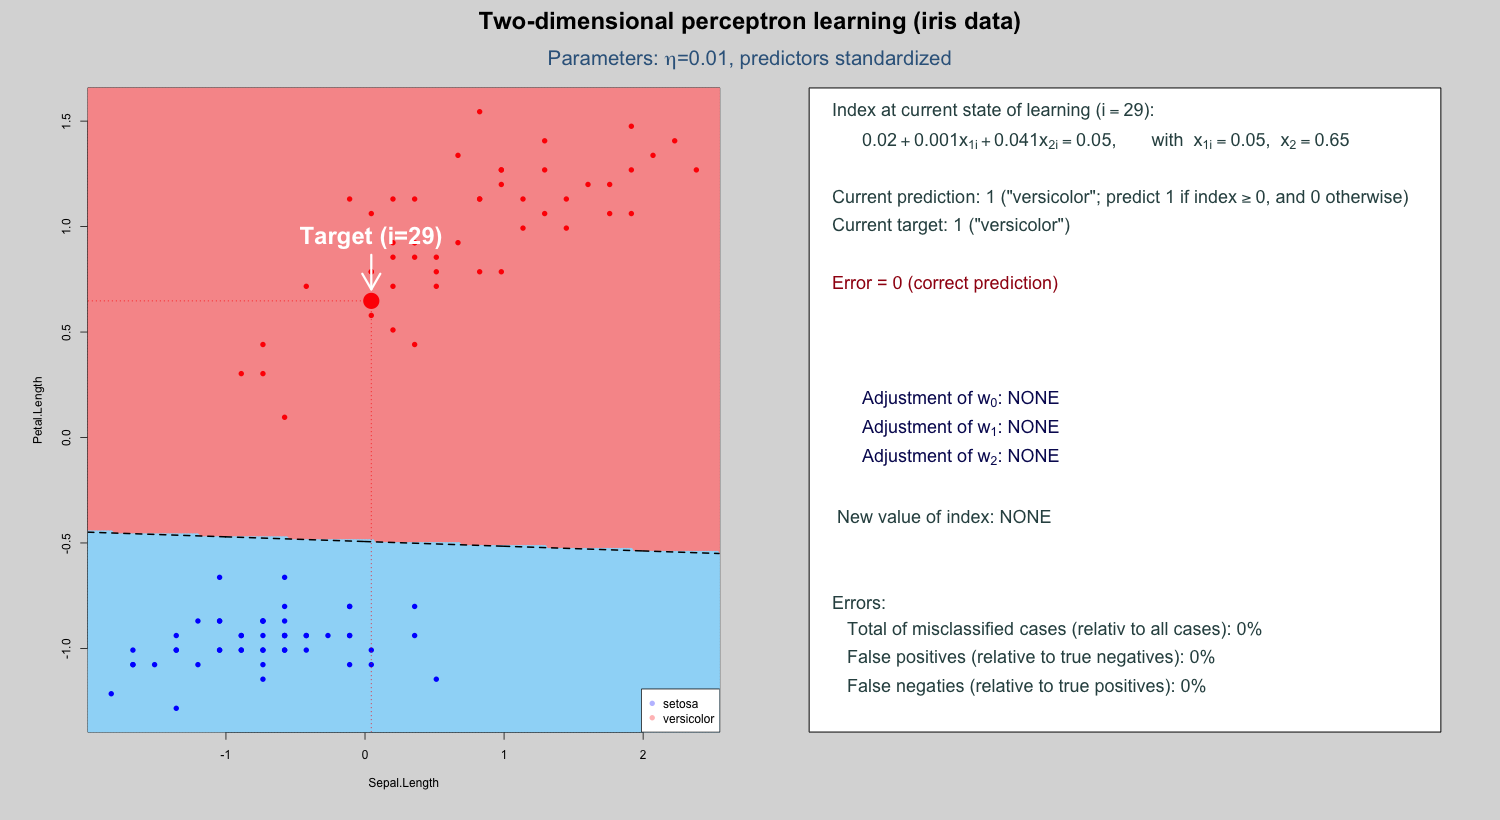 Two-dimensional perceptron learning (iris data)
Parameters: η=0.01, predictors standardized
Petal.Length
1.5
1.0
0.5
0.0
-0.5
-1.0
Target (i=29)
setosa
versicolor
-1
0
1
2
Sepal.Length
Index at current state of learning (i = 29):
0.02 + 0.001x1i + 0.041x2i = 0.05, with x1i = 0.05, x2 = 0.65
Current prediction: 1 ("versicolor"; predict 1 if index ≥ 0, and 0 otherwise)
Current target: 1 ("versicolor")
Error = 0 (correct prediction)
Adjustment of w0: NONE
Adjustment of w1: NONE
Adjustment of w2: NONE
New value of index: NONE
Errors:
Total of misclassified cases (relativ to all cases): 0%
False positives (relative to true negatives): 0%
False negaties (relative to true positives): 0%